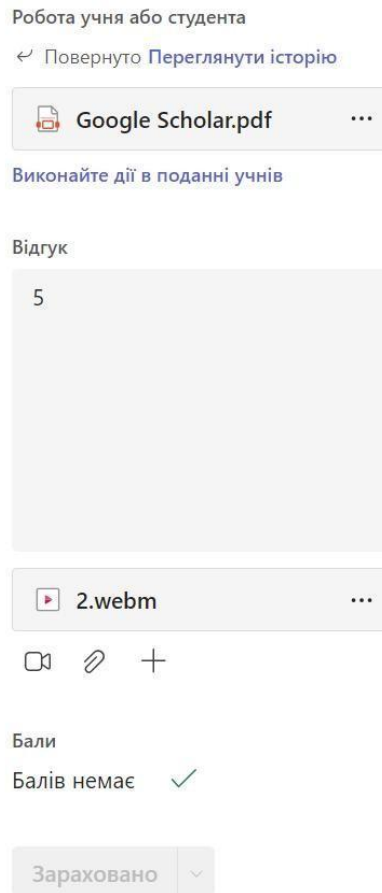 Робота учня або студента
Повернуто Переглянути історію
Google Scholar.pdf
Виконайте дії в поданні учнів
Відгук
5
2.webm
Бали
Балів немає
Зараховано